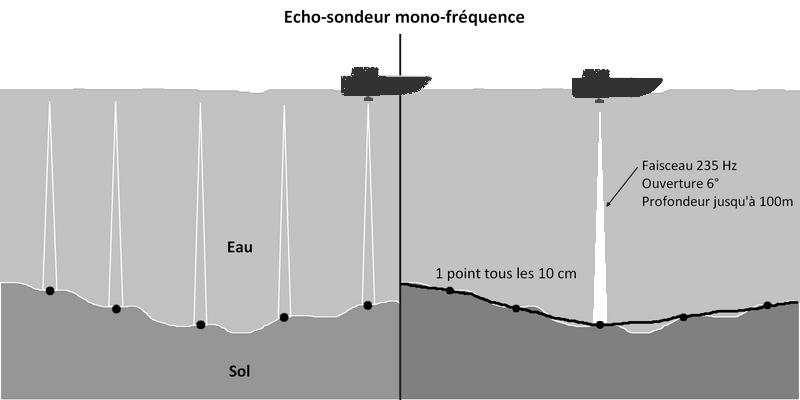 Echo-sondeur mono-fréquence
Faisceau 235 Hz
Ouverture 6°
Profondeur jusqu'à 100m
Eau
1 point tous les 10 cm
Sol